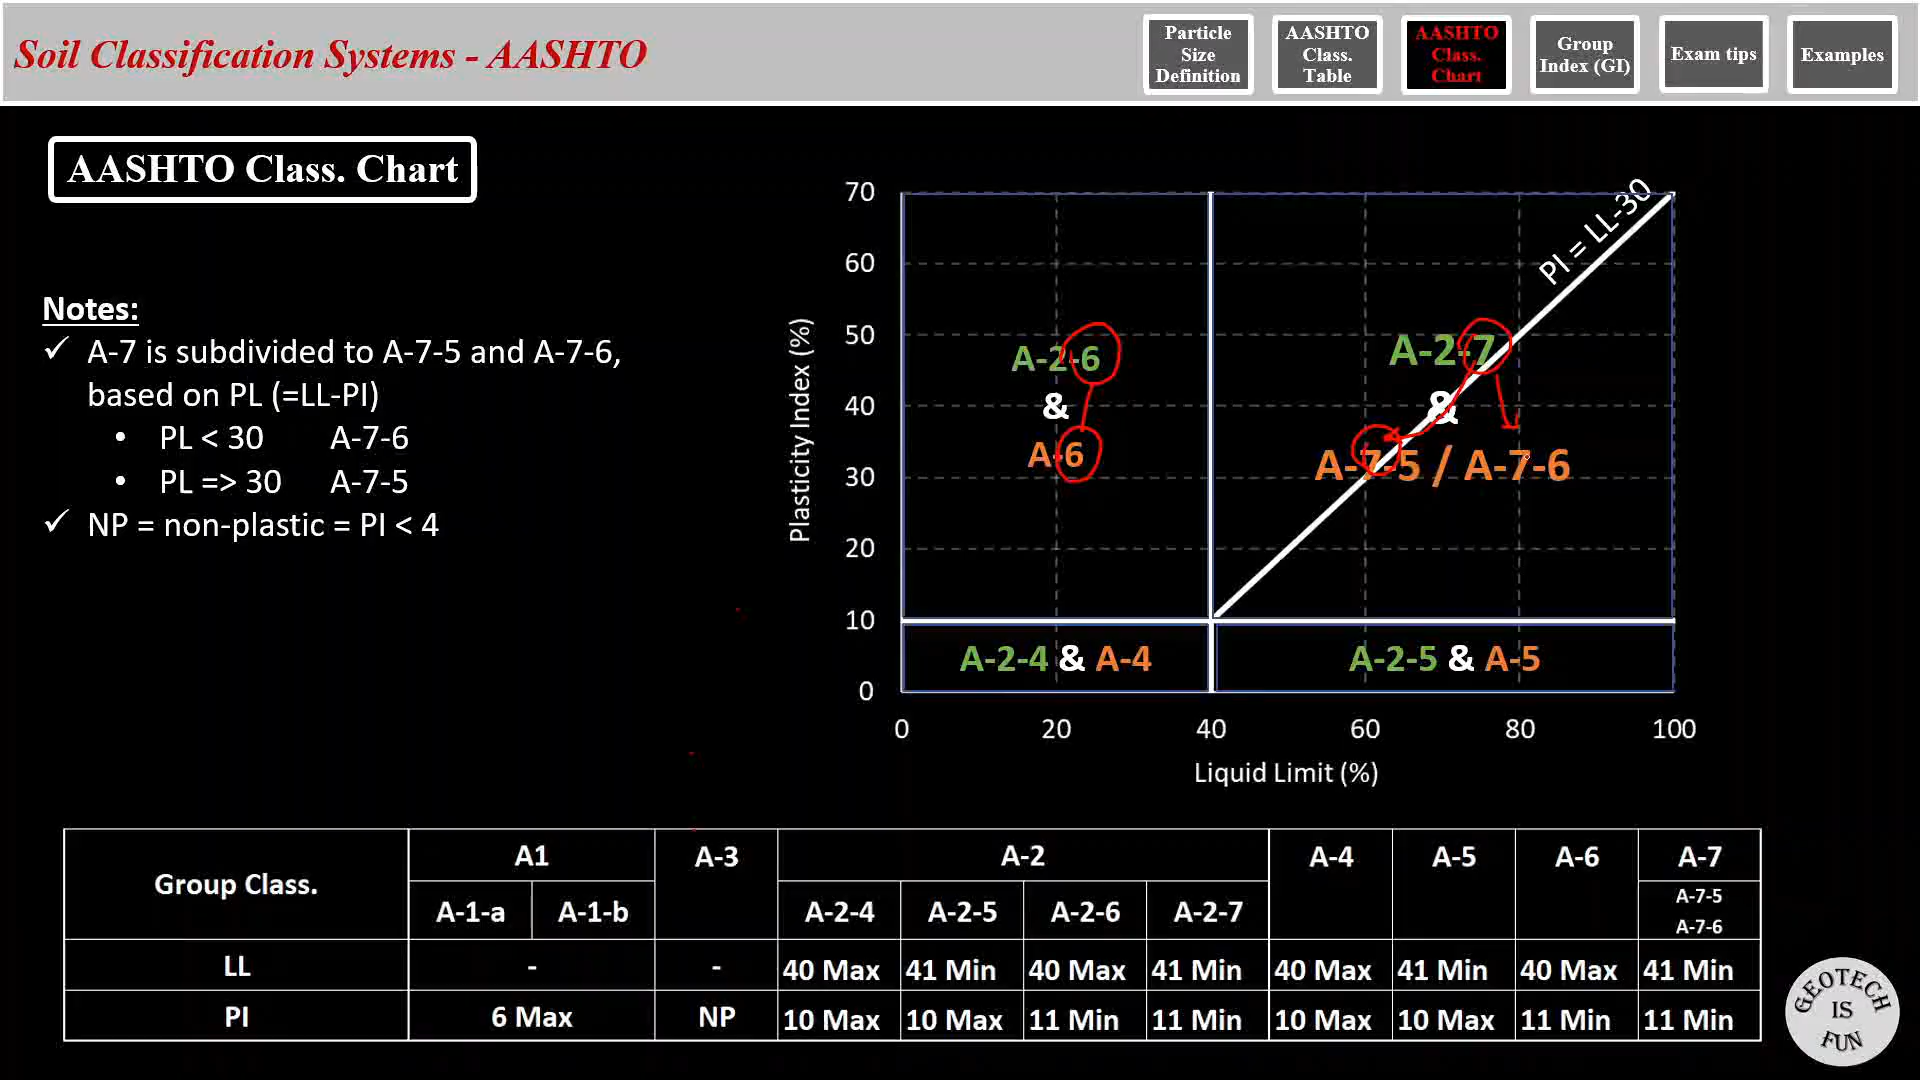 Soil Classification Systems - AASHTO
Particle
Size
Definition
AASHTO
Class.
Table
AASHTO
Class.
Chart
Group
Index (GI)
Exam tips
Examples
AASHTO Class. Chart
Notes:
✓ A-7 is subdivided to A-7-5 and A-7-6,
based on PL (=LL-PI)
• PL < 30 A-7-6
• PL => 30 A-7-5
✓ NP = non-plastic = PI < 4
Plasticity Index (%)
70
60
50
40
30
20
10
0
PI = LL-30
A-2-6
&
A-6
A-2-7
&
A-7-5 / A-7-6
A-2-4 & A-4
A-2-5 & A-5
0 20 40 60 80 100
Liquid Limit (%)
Group Class. A1 A-3 A-2 A-4 A-5 A-6 A-7
A-1-a A-1-b A-2-4 A-2-5 A-2-6 A-2-7 A-7-5
A-7-6
LL - - 40 Max 41 Min 40 Max 41 Min 40 Max 41 Min 40 Max 41 Min
PI 6 Max NP 10 Max 10 Max 11 Min 11 Min 10 Max 10 Max 11 Min 11 Min
GEOTECH
IS
FUN